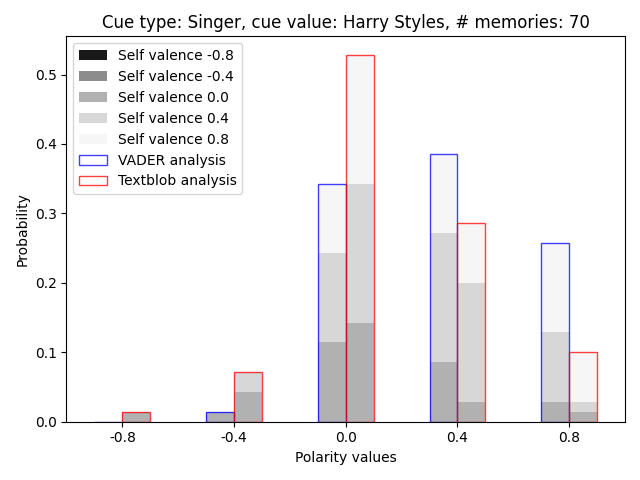 Cue type: Singer, cue value: Harry Styles, # memories: 70
Self valence -0.8
Self valence -0.4
Self valence 0.0
Self valence 0.4
Self valence 0.8
VADER analysis
Textblob analysis
Probability
0.5
0.4
0.3
0.2
0.1
0.0
-0.8 -0.4 0.0 0.4 0.8
Polarity values